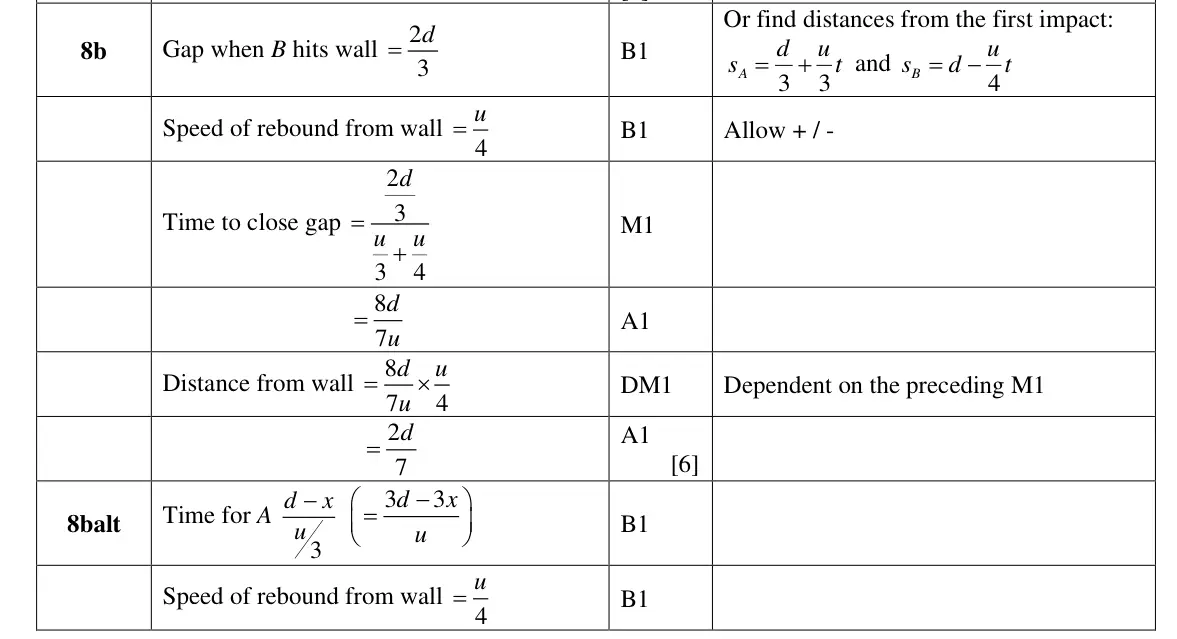 8b Gap when B hits wall = 2d/3 B1 Or find distances from the first impact:
s_A = d/3 + u/3 t and s_B = d − u/4 t
Speed of rebound from wall = u/4 B1 Allow + / -
Time to close gap = (2d/3)/(u/3 + u/4) M1
= 8d/7u A1
Distance from wall = 8d/7u × u/4 DM1 Dependent on the preceding M1
= 2d/7 A1
[6]
8balt Time for A (d − x)/(u/3) (= (3d − 3x)/u) B1
Speed of rebound from wall = u/4 B1